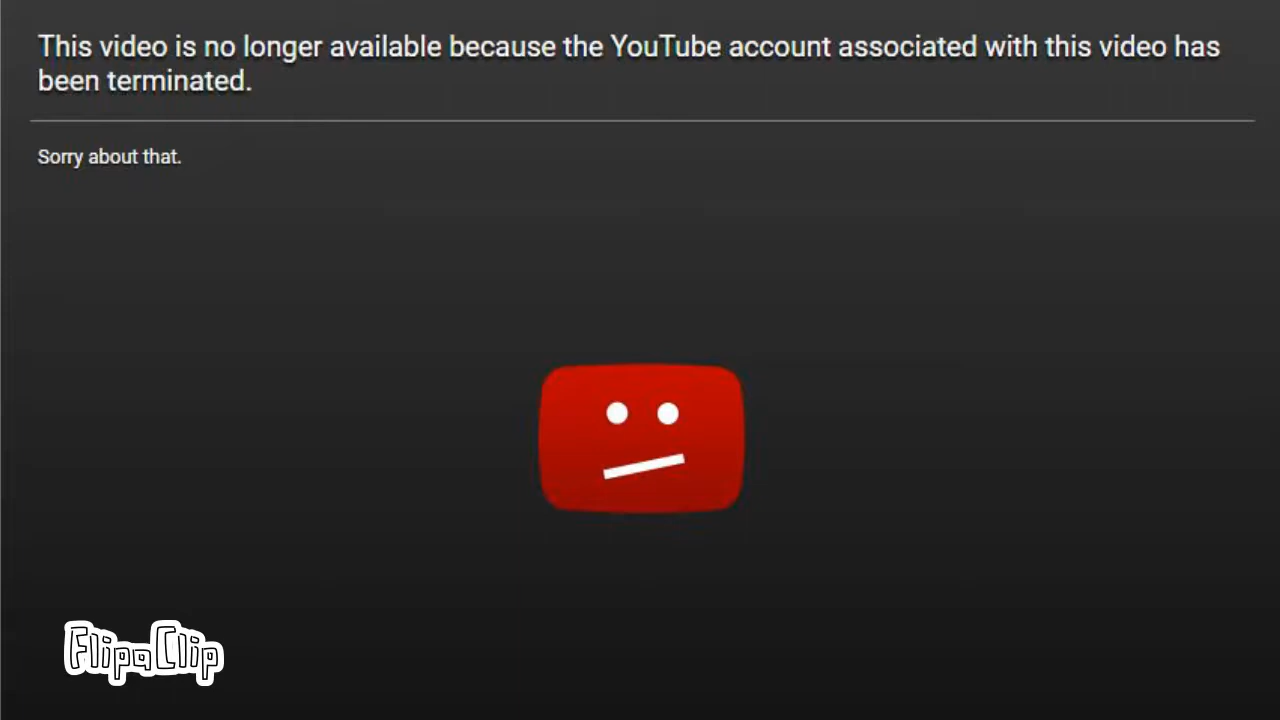 This video is no longer available because the YouTube account associated with this video has
been terminated.
Sorry about that.
FlipaClip